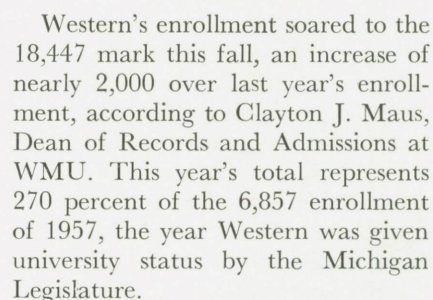 Western's enrollment soared to the
18,447 mark this fall, an increase of
nearly 2,000 over last year's enroll-
ment, according to Clayton J. Maus,
Dean of Records and Admissions at
WMU. This year's total represents
270 percent of the 6,857 enrollment
of 1957, the year Western was given
university status by the Michigan
Legislature.